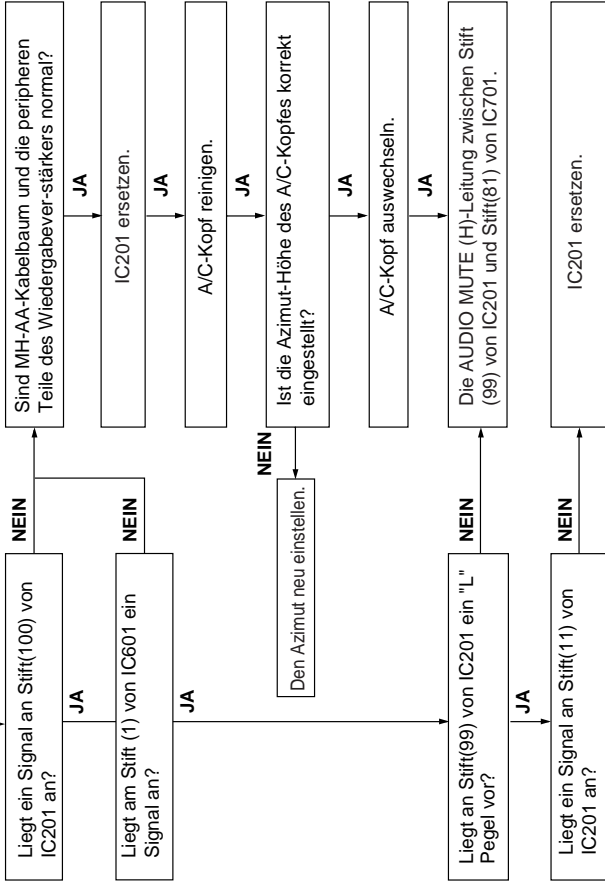 Liegt ein Signal an Stift(100) von
IC201 an?
NEIN
JA
Sind MH-AA-Kabelbaum und die peripheren
Teile des Wiedergabever-stärkers normal?
JA
IC201 ersetzen.
JA
Liegt am Stift (1) von IC601 ein
Signal an?
NEIN
JA
A/C-Kopf reinigen.
JA
Ist die Azimut-Höhe des A/C-Kopfes korrekt
eingestellt?
NEIN
Den Azimut neu einstellen.
JA
A/C-Kopf auswechseln.
JA
Liegt an Stift(99) von IC201 ein "L"
Pegel vor?
NEIN
JA
Die AUDIO MUTE (H)-Leitung zwischen Stift
(99) von IC201 und Stift(81) von IC701.
Liegt ein Signal an Stift(11) von
IC201 an?
NEIN
IC201 ersetzen.